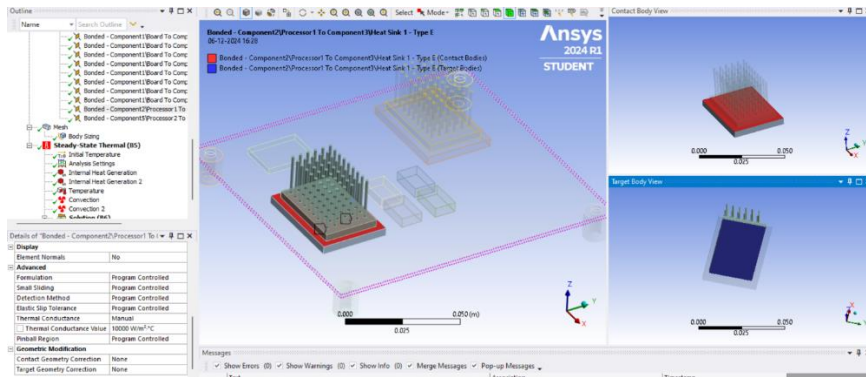 Outline
Name
Search Outline
Bonded - Component1\Board To Comp
Bonded - Component1\Board To Comp
Bonded - Component1\Board To Comp
Bonded - Component1\Board To Comp
Bonded - Component1\Board To Comp
Bonded - Component1\Board To Comp
Bonded - Component1\Board To Comp
Bonded - Component2\Processor1 To
Bonded - Component5\Processor2 To
Mesh
Body Sizing
Steady-State Thermal (B5)
Initial Temperature
Analysis Settings
Internal Heat Generation
Internal Heat Generation 2
Temperature
Convection
Convection 2
Solution (B6)
Details of "Bonded - Component2\Processor1 To
Display
Element Normals No
Advanced
Formulation Program Controlled
Small Sliding Program Controlled
Detection Method Program Controlled
Elastic Slip Tolerance Program Controlled
Thermal Conductance Manual
Thermal Conductance Value 10000 W/m²·°C
Pinball Region Program Controlled
Geometric Modification
Contact Geometry Correction None
Target Geometry Correction None
Select Mode
Bonded - Component2\Processor1 To Component3\Heat Sink 1 - Type E
06-12-2024 16:28
Bonded - Component2\Processor1 To Component3\Heat Sink 1 - Type E (Contact Bodies)
Bonded - Component2\Processor1 To Component3\Heat Sink 1 - Type E (Target Bodies)
Ansys
2024 R1
STUDENT
0.000 0.050 (m)
0.025
Z
Y
X
Messages
Show Errors (0) Show Warnings (0) Show Info (0) Merge Messages Pop-up Messages
Text Association Timestamp
Contact Body View
0.000 0.050
0.025
Z
Y
X
Target Body View
0.000 0.050
0.025
Z
Y
X